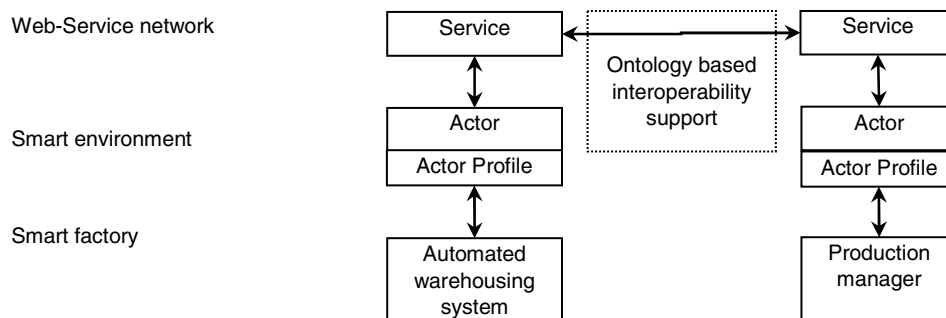 Web-Service network
Service
Service
Ontology based
interoperability
support
Smart environment
Actor
Actor
Actor Profile
Actor Profile
Smart factory
Automated
warehousing
system
Production
manager